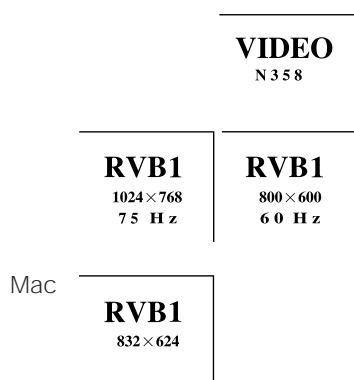 VIDEO
N358
RVB1
1024×768
75 Hz
RVB1
800×600
60 Hz
Mac
RVB1
832×624